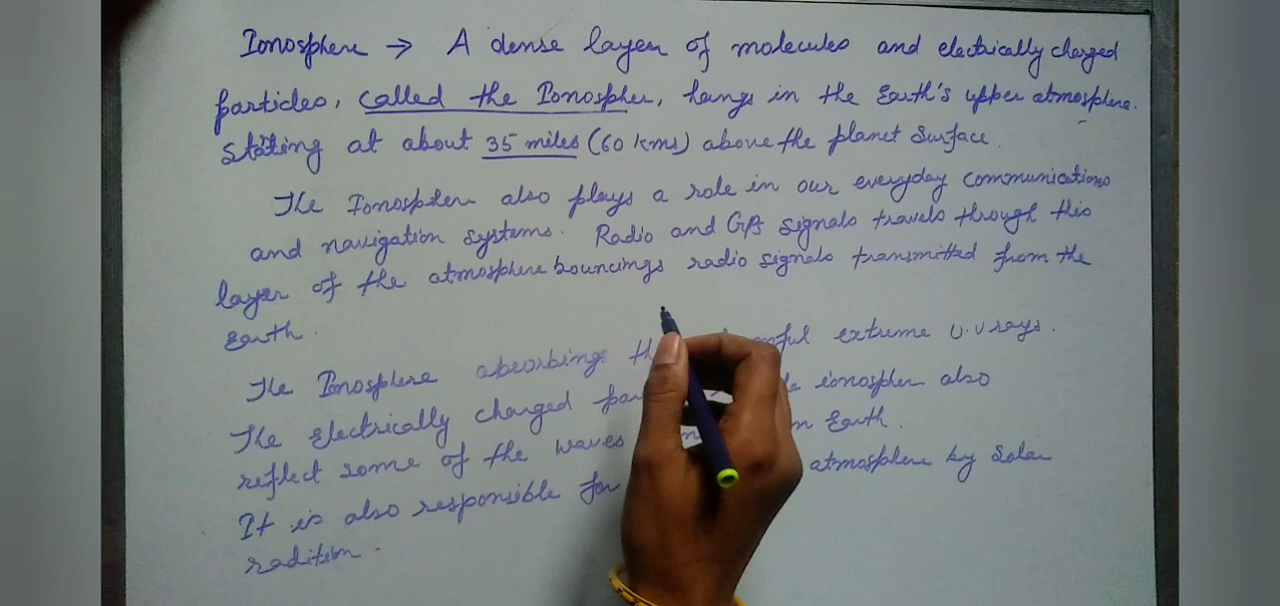 Ionosphere → A dense layer of molecules and electrically charged
particles, called the Ionospher, hangs in the Earth's upper atmosphere.
stating at about 35 miles (60 kms) above the planet surface.
The Ionosphere also plays a role in our everyday communications
and navigation systems. Radio and GPS signals travels through this
layer of the atmosphere bouncings radio signals transmitted from the
Earth.
The Ionosphere absorbing extreme U.V rays.
The electrically charged ionospher also
reflect some of the waves Earth.
It is also responsible for atmosphere by solar
radition.